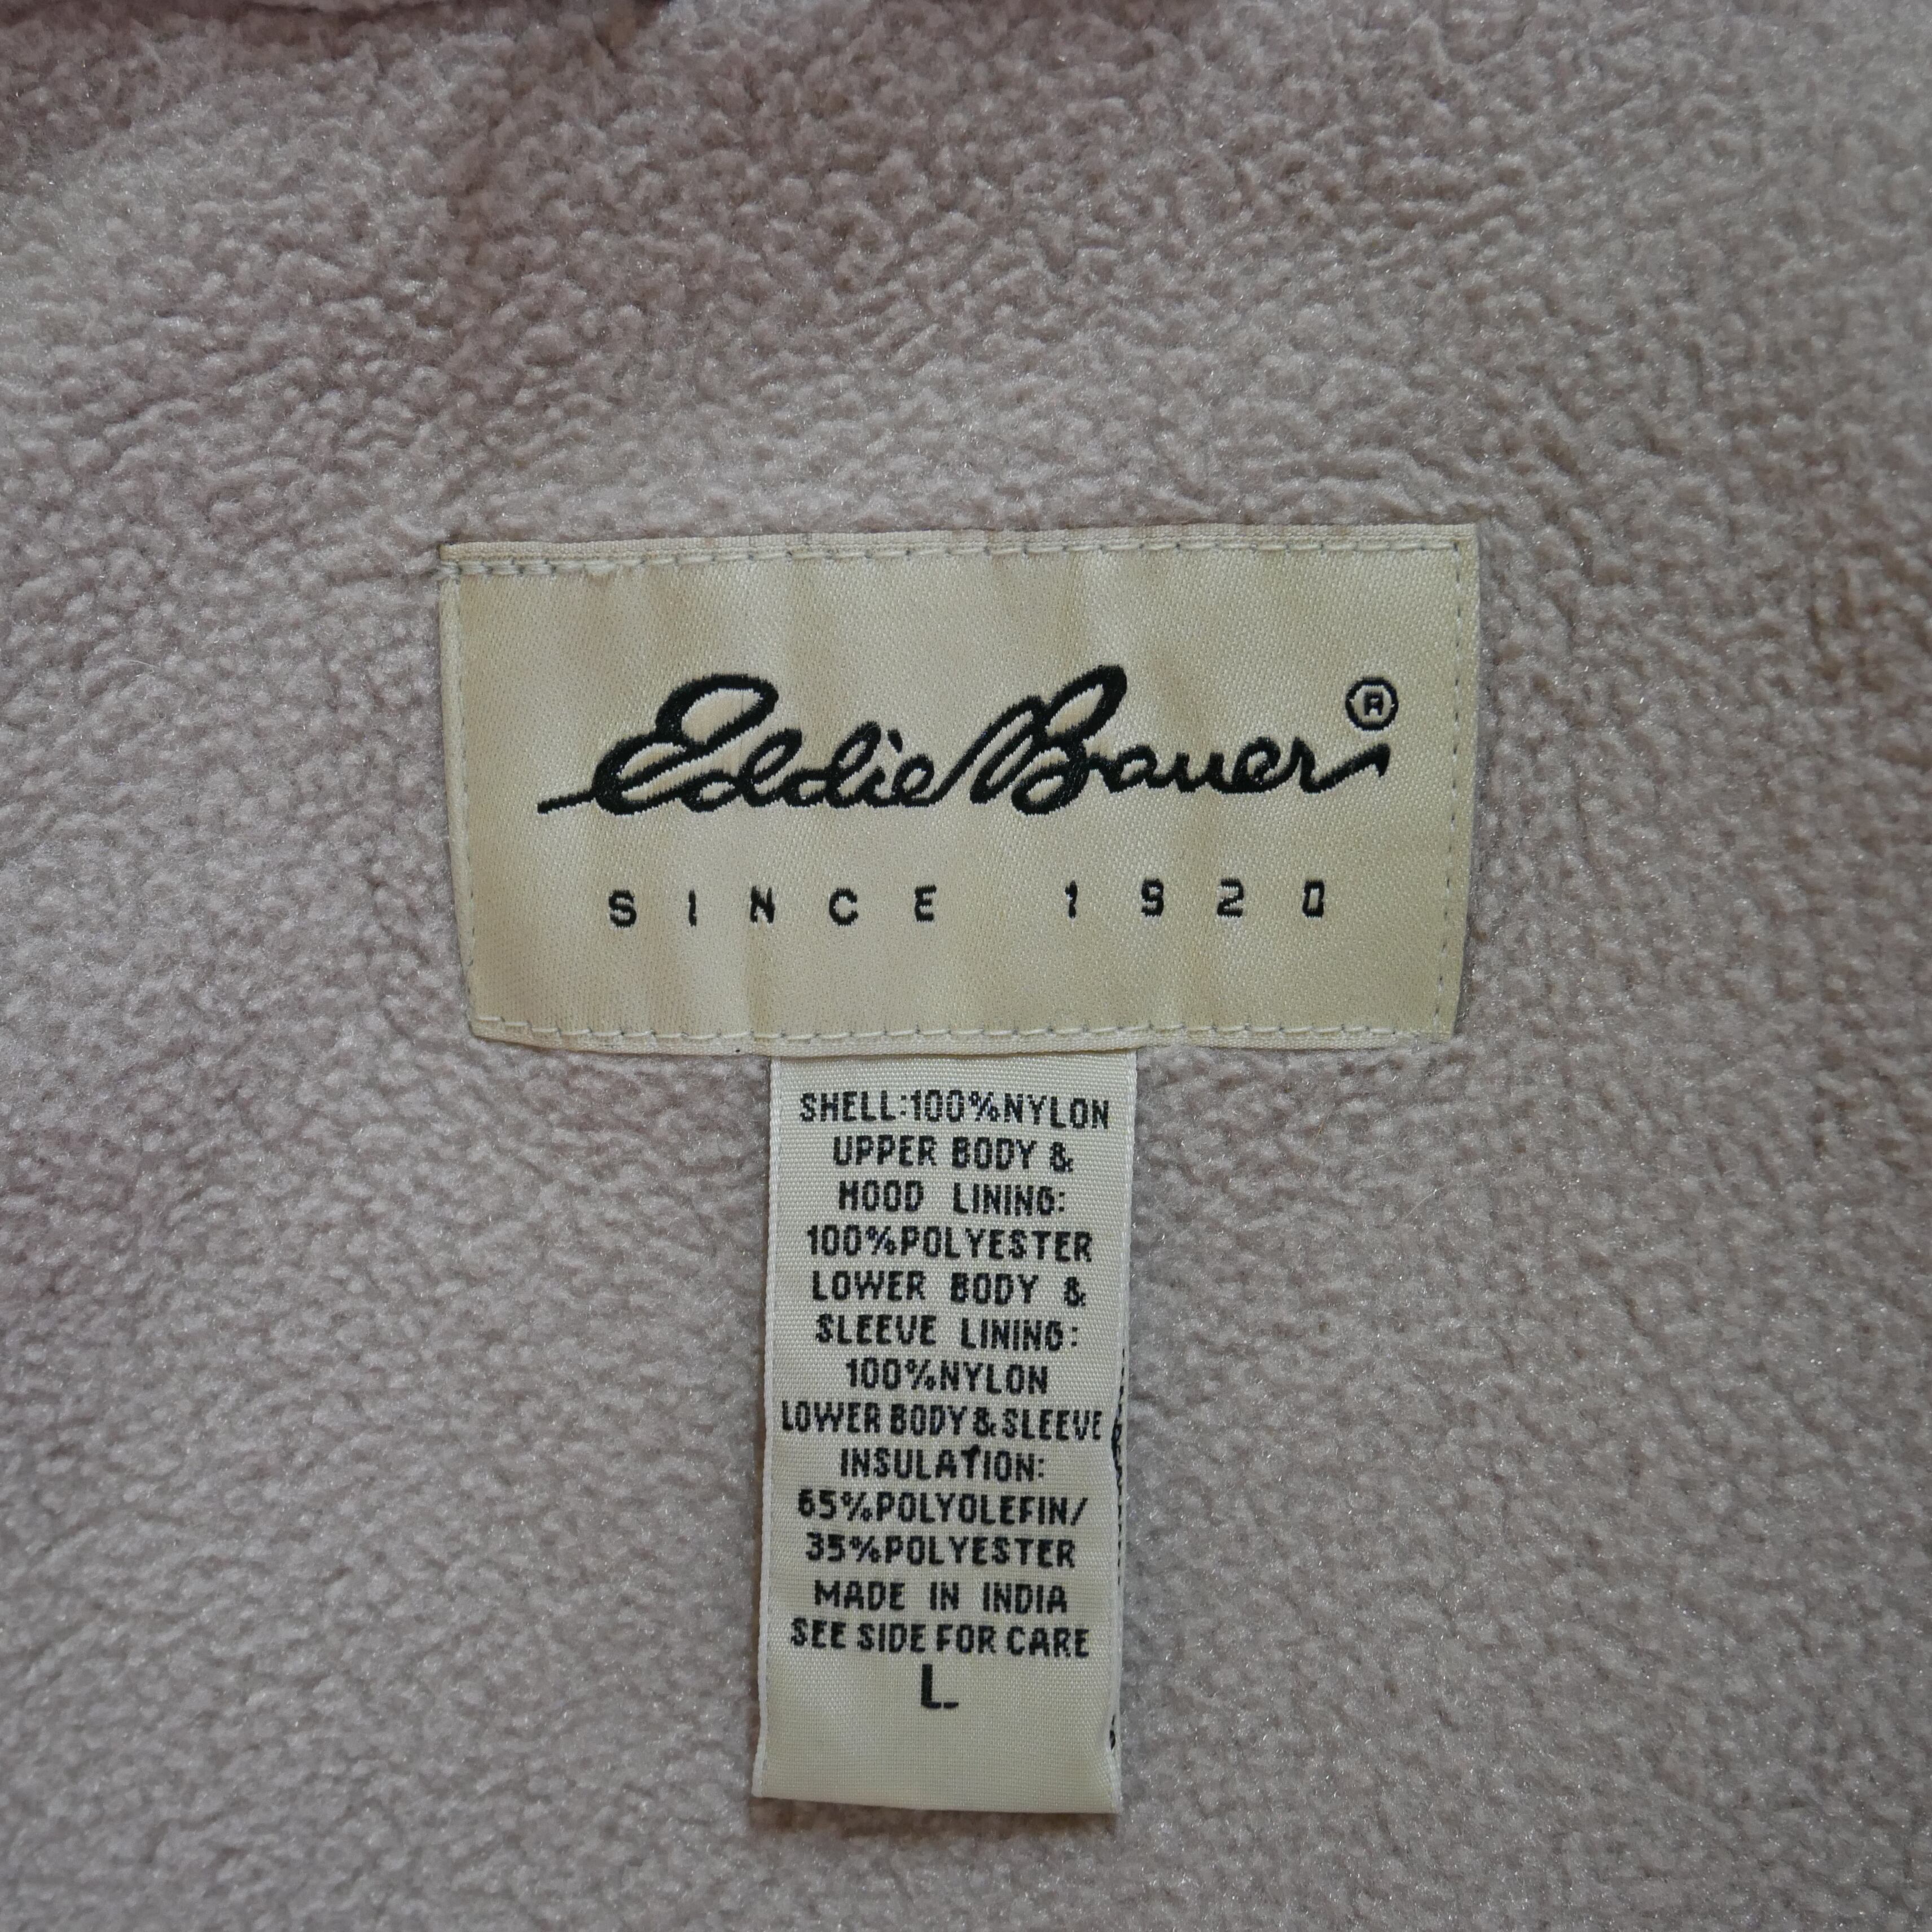 Eddie Bauer ®
SINCE 1920
SHELL:100%NYLON
UPPER BODY &
HOOD LINING:
100%POLYESTER
LOWER BODY &
SLEEVE LINING:
100%NYLON
LOWER BODY & SLEEVE
INSULATION:
65%POLYOLEFIN/
35%POLYESTER
MADE IN INDIA
SEE SIDE FOR CARE
L